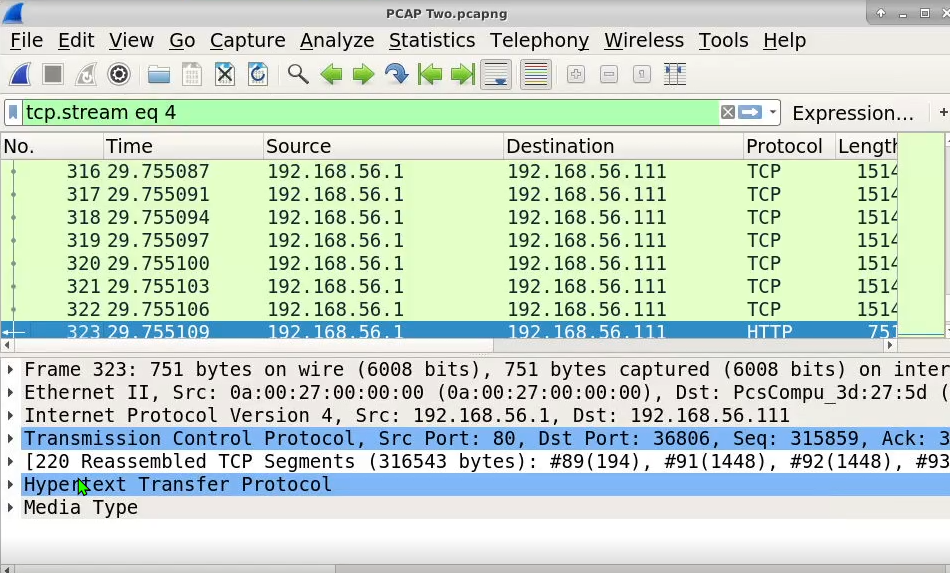 PCAP Two.pcapng
File Edit View Go Capture Analyze Statistics Telephony Wireless Tools Help
tcp.stream eq 4 Expression... +
No. Time Source Destination Protocol Length
316 29.755087 192.168.56.1 192.168.56.111 TCP 1514
317 29.755091 192.168.56.1 192.168.56.111 TCP 1514
318 29.755094 192.168.56.1 192.168.56.111 TCP 1514
319 29.755097 192.168.56.1 192.168.56.111 TCP 1514
320 29.755100 192.168.56.1 192.168.56.111 TCP 1514
321 29.755103 192.168.56.1 192.168.56.111 TCP 1514
322 29.755106 192.168.56.1 192.168.56.111 TCP 1514
323 29.755109 192.168.56.1 192.168.56.111 HTTP 751
Frame 323: 751 bytes on wire (6008 bits), 751 bytes captured (6008 bits) on inter
Ethernet II, Src: 0a:00:27:00:00:00 (0a:00:27:00:00:00), Dst: PcsCompu_3d:27:5d (
Internet Protocol Version 4, Src: 192.168.56.1, Dst: 192.168.56.111
Transmission Control Protocol, Src Port: 80, Dst Port: 36806, Seq: 315859, Ack: 3
[220 Reassembled TCP Segments (316543 bytes): #89(194), #91(1448), #92(1448), #93
Hypertext Transfer Protocol
Media Type